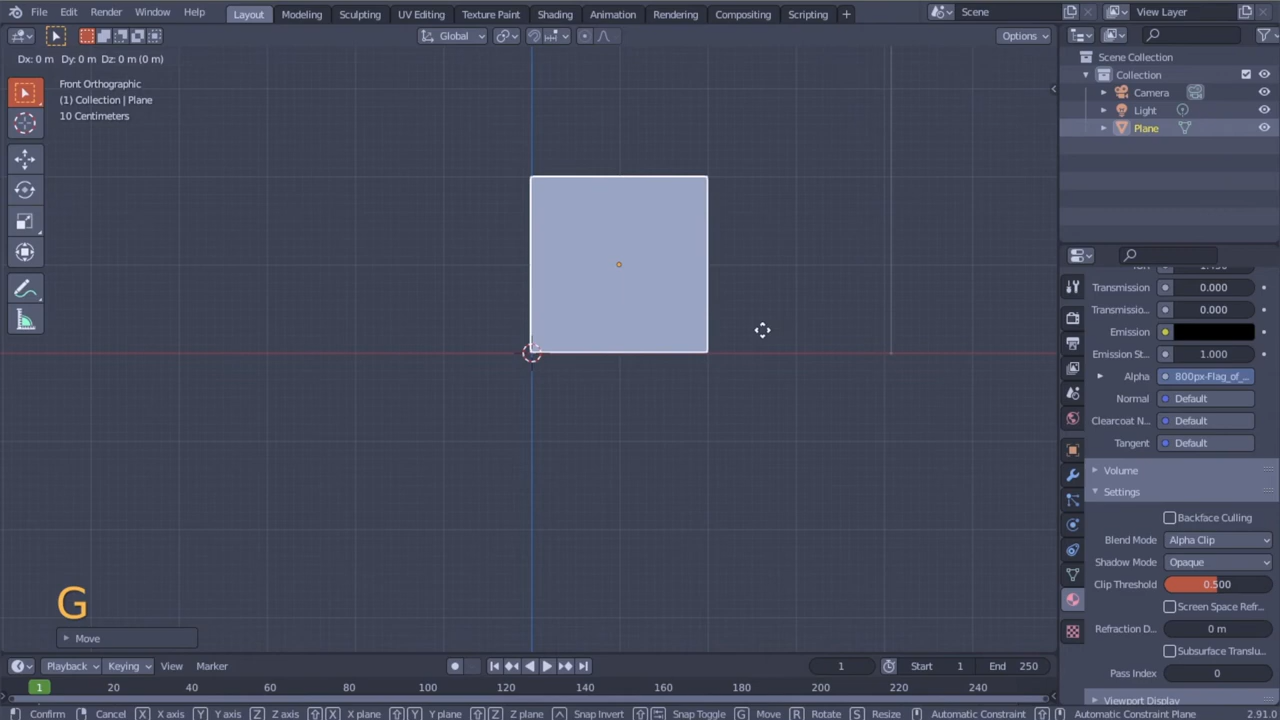 File Edit Render Window Help Layout Modeling Sculpting UV Editing Texture Paint Shading Animation Rendering Compositing Scripting + Scene View Layer
Global Options
Dx: 0 m Dy: 0 m Dz: 0 m (0 m)
Front Orthographic
(1) Collection | Plane
10 Centimeters
Scene Collection
Collection
Camera
Light
Plane
Transmission 0.000
Transmissio... 0.000
Emission
Emission St... 1.000
Alpha 800px-Flag_of_...
Normal Default
Clearcoat N... Default
Tangent Default
Volume
Settings
Backface Culling
Blend Mode Alpha Clip
Shadow Mode Opaque
Clip Threshold 0.500
Screen Space Refr...
Refraction D... 0 m
Subsurface Translu...
Pass Index 0
Viewport Display
G
Move
Playback Keying View Marker 1 Start 1 End 250
1 20 40 60 80 100 120 140 160 180 200 220 240
Confirm Cancel X X axis Y Y axis Z Z axis X X plane Y Y plane Z Z plane Snap Invert Snap Toggle G Move R Rotate S Resize Automatic Constraint Automatic Constraint Plane 2.91.0